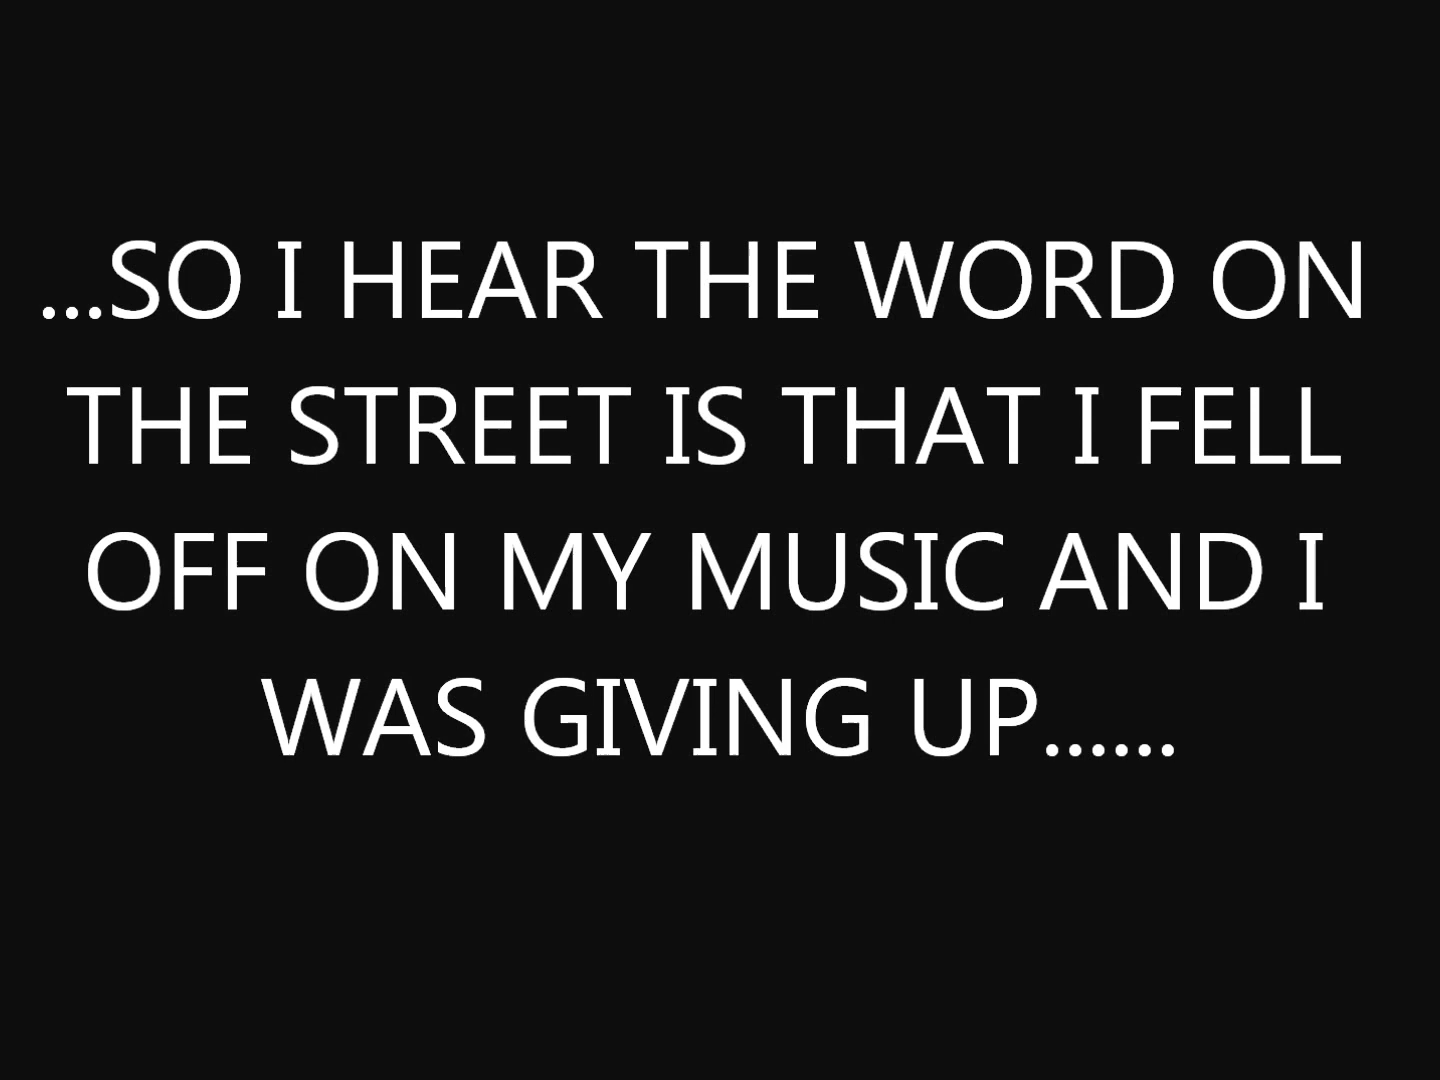 ...SO I HEAR THE WORD ON
THE STREET IS THAT I FELL
OFF ON MY MUSIC AND I
WAS GIVING UP......